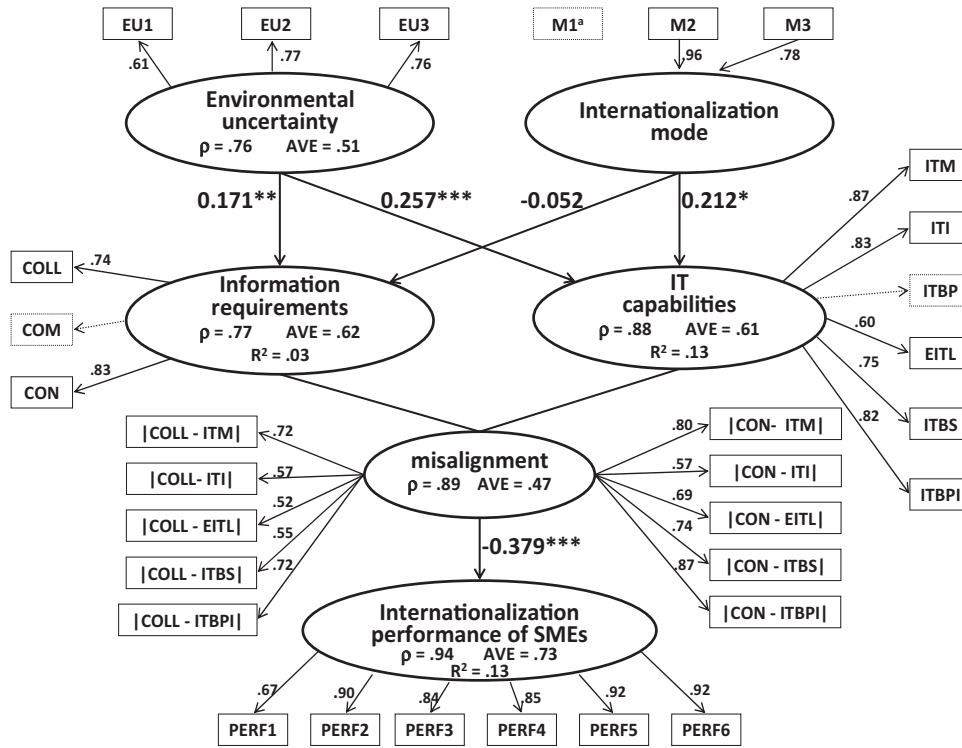 EU1 EU2 EU3 M1ᵃ M2 M3
.61 .77 .76 .96 .78
Environmental
uncertainty
ρ = .76 AVE = .51
Internationalization
mode
0.171** 0.257*** -0.052 0.212*
.87 ITM
.83 ITI
ITBP
.60 EITL
.75 ITBS
.82 ITBPI
COLL .74
COM
CON .83
Information
requirements
ρ = .77 AVE = .62
R² = .03
IT
capabilities
ρ = .88 AVE = .61
R² = .13
|COLL - ITM| .72
|COLL- ITI| .57
|COLL - EITL| .52
|COLL - ITBS| .55
|COLL - ITBPI| .72
misalignment
ρ = .89 AVE = .47
.80 |CON- ITM|
.57 |CON - ITI|
.69 |CON - EITL|
.74 |CON - ITBS|
.87 |CON - ITBPI|
-0.379***
Internationalization
performance of SMEs
ρ = .94 AVE = .73
R² = .13
.67 .90 .84 .85 .92 .92
PERF1 PERF2 PERF3 PERF4 PERF5 PERF6